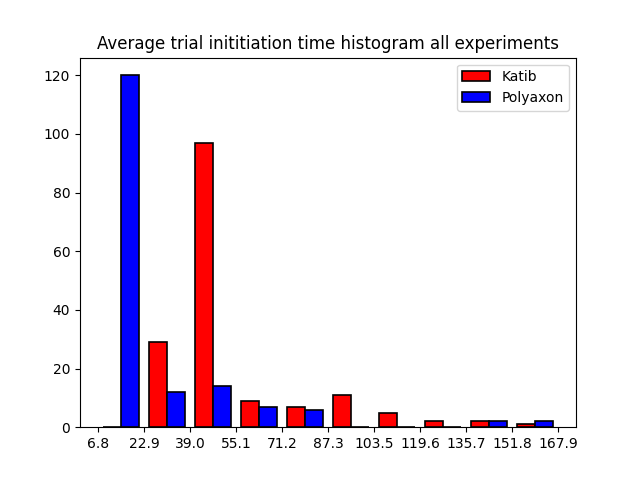 Average trial inititiation time histogram all experiments
Katib
Polyaxon
120
100
80
60
40
20
0
6.8 22.9 39.0 55.1 71.2 87.3 103.5 119.6 135.7 151.8 167.9